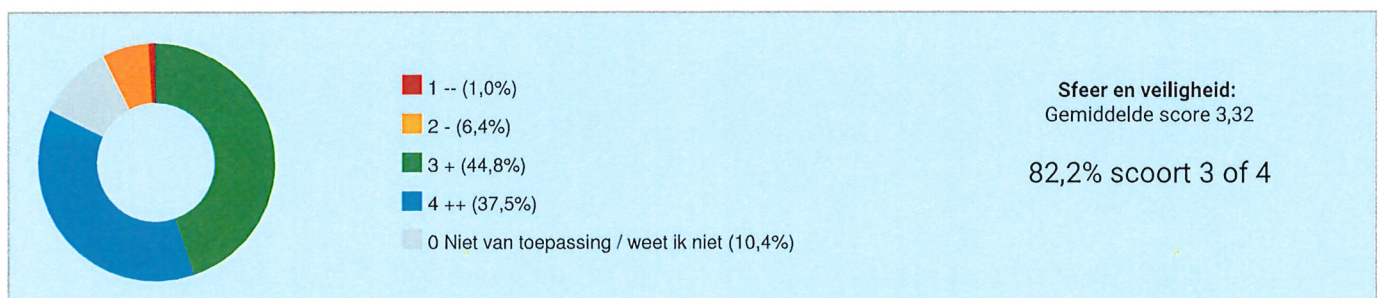 1 -- (1,0%)
2 - (6,4%)
3 + (44,8%)
4 ++ (37,5%)
0 Niet van toepassing / weet ik niet (10,4%)
Sfeer en veiligheid:
Gemiddelde score 3,32
82,2% scoort 3 of 4